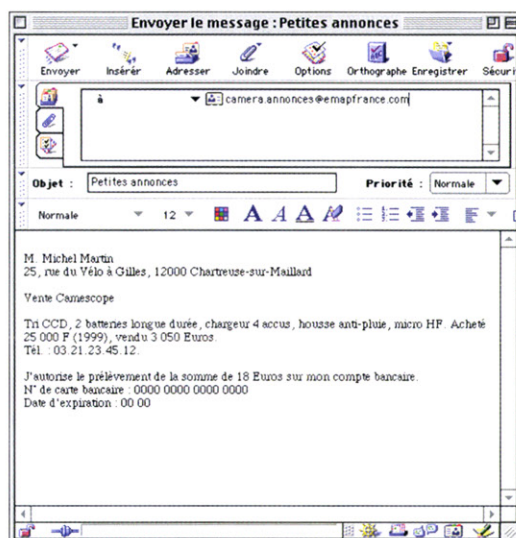 Envoyer le message : Petites annonces
Envoyer Insérer Adresser Joindre Options Orthographe Enregistrer Sécuri
à camera.annonces@emapfrance.com
Objet : Petites annonces Priorité : Normale
Normale 12 A A A
M. Michel Martin
25, rue du Vélo à Gilles, 12000 Chartreuse-sur-Maillard
Vente Camescope
Tri CCD, 2 batteries longue durée, chargeur 4 accus, housse anti-pluie, micro HF. Acheté
25 000 F (1999), vendu 3 050 Euros.
Tél. : 03.21.23.45.12.
J'autorise le prélèvement de la somme de 18 Euros sur mon compte bancaire.
N° de carte bancaire : 0000 0000 0000 0000
Date d'expiration : 00 00